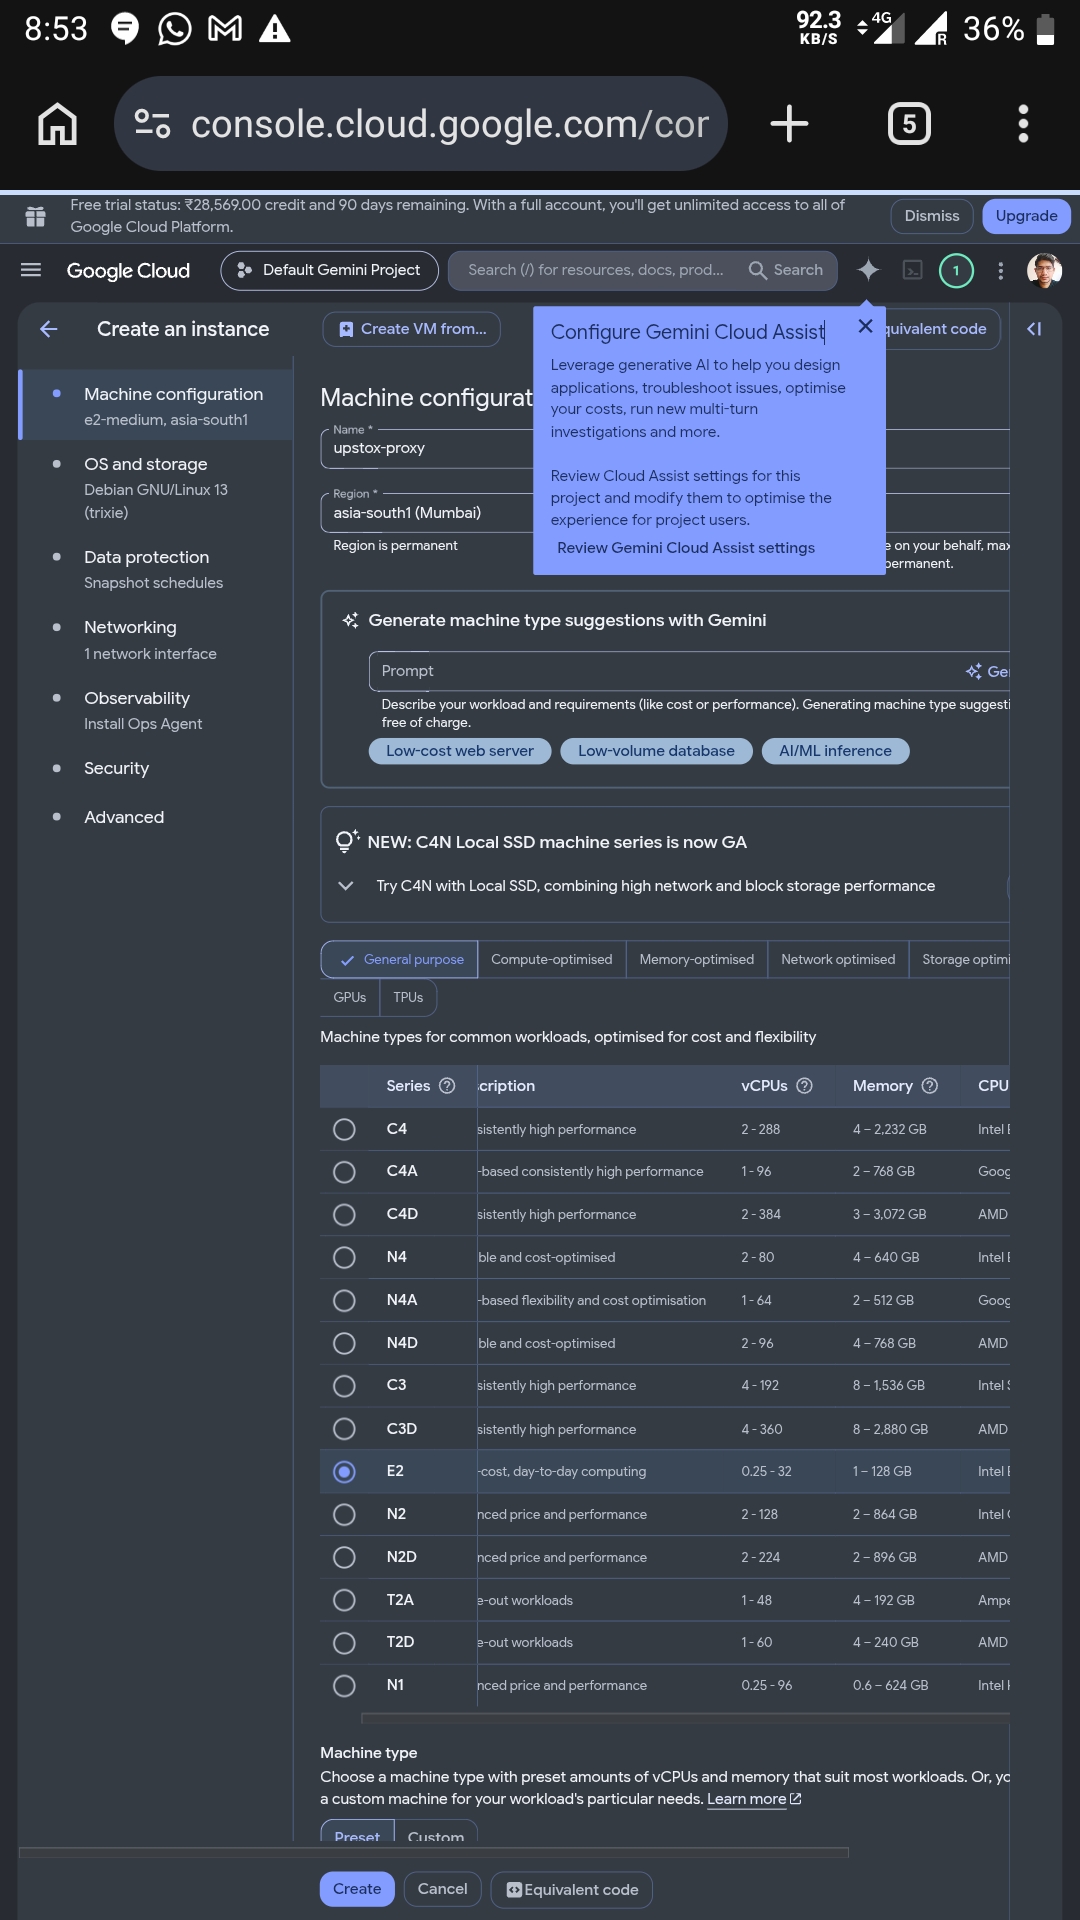 8:53
92.3
KB/S
4G
R
36%
console.cloud.google.com/cor
5
Free trial status: ₹28,569.00 credit and 90 days remaining. With a full account, you'll get unlimited access to all of
Google Cloud Platform.
Dismiss
Upgrade
Google Cloud
Default Gemini Project
Search (/) for resources, docs, prod...
Search
1
Create an instance
Create VM from...
quivalent code
Configure Gemini Cloud Assist
Leverage generative AI to help you design
applications, troubleshoot issues, optimise
your costs, run new multi-turn
investigations and more.
Review Cloud Assist settings for this
project and modify them to optimise the
experience for project users.
Review Gemini Cloud Assist settings
Machine configuration
e2-medium, asia-south1
OS and storage
Debian GNU/Linux 13
(trixie)
Data protection
Snapshot schedules
Networking
1 network interface
Observability
Install Ops Agent
Security
Advanced
Machine configurat
Name *
upstox-proxy
Region *
asia-south1 (Mumbai)
Region is permanent
e on your behalf, max
permanent.
Generate machine type suggestions with Gemini
Prompt
Ge
Describe your workload and requirements (like cost or performance). Generating machine type suggesti
free of charge.
Low-cost web server
Low-volume database
AI/ML inference
NEW: C4N Local SSD machine series is now GA
Try C4N with Local SSD, combining high network and block storage performance
General purpose
Compute-optimised
Memory-optimised
Network optimised
Storage optimi
GPUs
TPUs
Machine types for common workloads, optimised for cost and flexibility
Series
cription
vCPUs
Memory
CPU
C4 sistently high performance 2 - 288 4 – 2,232 GB Intel E
C4A -based consistently high performance 1 - 96 2 – 768 GB Goog
C4D sistently high performance 2 - 384 3 – 3,072 GB AMD
N4 ble and cost-optimised 2 - 80 4 – 640 GB Intel E
N4A -based flexibility and cost optimisation 1 - 64 2 – 512 GB Goog
N4D ble and cost-optimised 2 - 96 4 – 768 GB AMD
C3 sistently high performance 4 - 192 8 – 1,536 GB Intel S
C3D sistently high performance 4 - 360 8 – 2,880 GB AMD
E2 -cost, day-to-day computing 0.25 - 32 1 – 128 GB Intel E
N2 nced price and performance 2 - 128 2 – 864 GB Intel C
N2D nced price and performance 2 - 224 2 – 896 GB AMD
T2A e-out workloads 1 - 48 4 – 192 GB Ampe
T2D e-out workloads 1 - 60 4 – 240 GB AMD
N1 nced price and performance 0.25 - 96 0.6 – 624 GB Intel
Machine type
Choose a machine type with preset amounts of vCPUs and memory that suit most workloads. Or, yo
a custom machine for your workload's particular needs. Learn more
Preset
Custom
Create
Cancel
Equivalent code